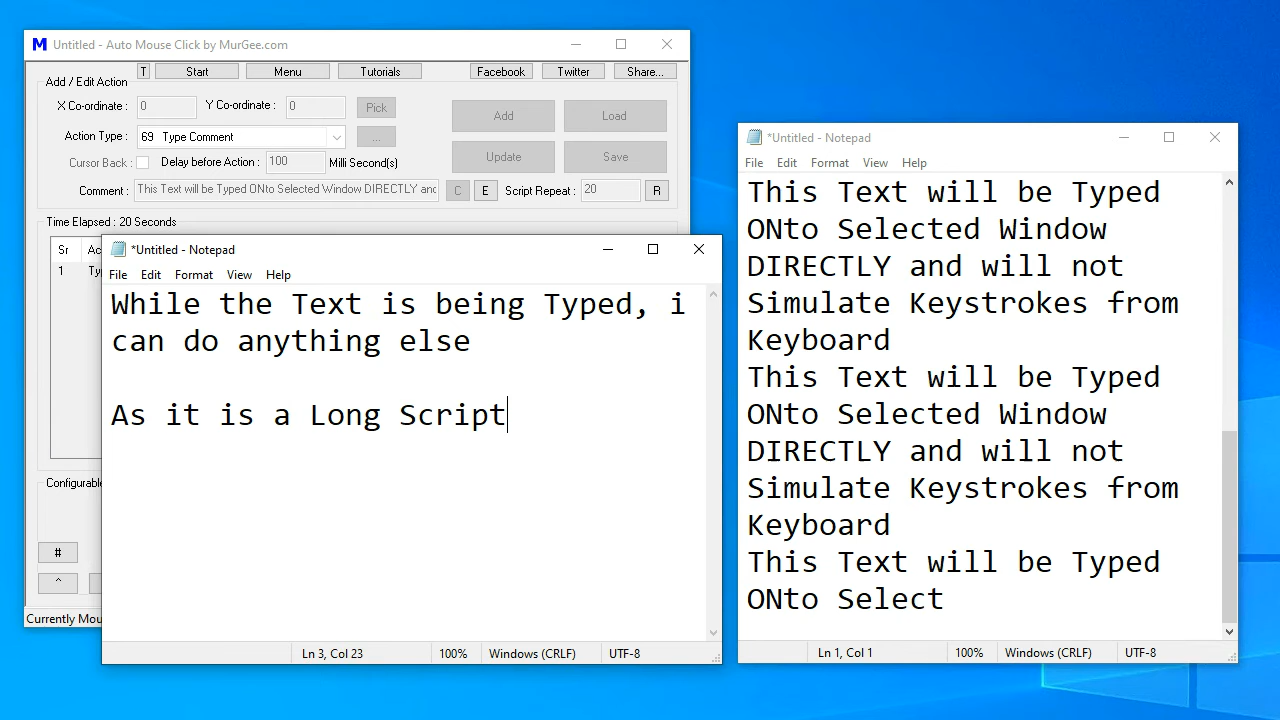 M Untitled - Auto Mouse Click by MurGee.com
T Start Menu Tutorials Facebook Twitter Share...
Add / Edit Action
X Co-ordinate : 0 Y Co-ordinate : 0 Pick Add Load
Action Type : 69 Type Comment ... Update Save
Cursor Back : Delay before Action : 100 Milli Second(s)
Comment : This Text will be Typed ONto Selected Window DIRECTLY and C E Script Repeat : 20 R
Time Elapsed : 20 Seconds
Sr Ac
1 Ty
Configurable
#
^
Currently Mou
*Untitled - Notepad
File Edit Format View Help
While the Text is being Typed, i
can do anything else
As it is a Long Script
Ln 3, Col 23 100% Windows (CRLF) UTF-8
*Untitled - Notepad
File Edit Format View Help
This Text will be Typed
ONto Selected Window
DIRECTLY and will not
Simulate Keystrokes from
Keyboard
This Text will be Typed
ONto Selected Window
DIRECTLY and will not
Simulate Keystrokes from
Keyboard
This Text will be Typed
ONto Select
Ln 1, Col 1 100% Windows (CRLF) UTF-8